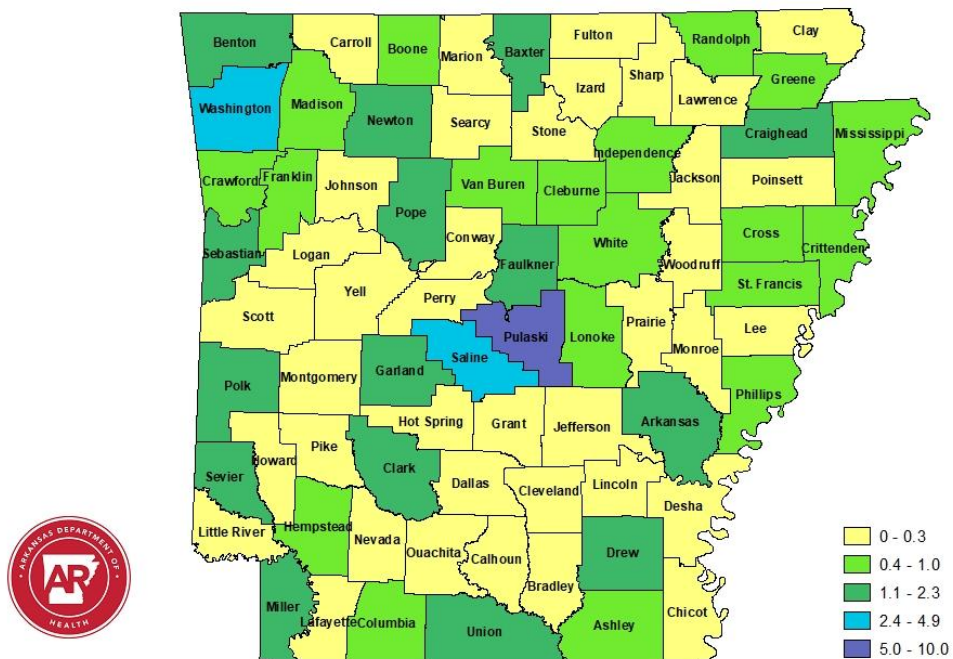 Benton
Carroll
Boone
Marion
Baxter
Fulton
Randolph
Clay
Washington
Madison
Newton
Searcy
Stone
Izard
Sharp
Lawrence
Greene
Craighead
Mississippi
Independence
Jackson
Poinsett
Crawford
Franklin
Johnson
Pope
Van Buren
Cleburne
White
Woodruff
Cross
Crittenden
Sebastian
Logan
Conway
Faulkner
St. Francis
Scott
Yell
Perry
Pulaski
Lonoke
Prairie
Monroe
Lee
Phillips
Polk
Montgomery
Garland
Saline
Hot Spring
Grant
Jefferson
Arkansas
Sevier
Howard
Pike
Clark
Dallas
Cleveland
Lincoln
Desha
Little River
Hempstead
Nevada
Ouachita
Calhoun
Bradley
Drew
Chicot
Miller
Lafayette
Columbia
Union
Ashley
ARKANSAS DEPARTMENT OF
AR
HEALTH
0 - 0.3
0.4 - 1.0
1.1 - 2.3
2.4 - 4.9
5.0 - 10.0